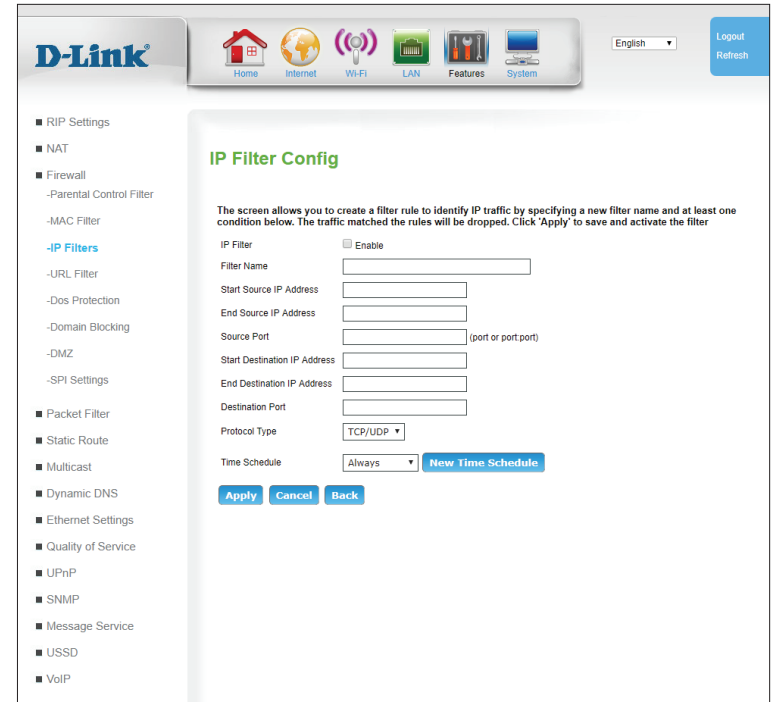 D-Link®
Home
Internet
Wi-Fi
LAN
Features
System
English
Logout
Refresh
RIP Settings
NAT
Firewall
-Parental Control Filter
-MAC Filter
-IP Filters
-URL Filter
-Dos Protection
-Domain Blocking
-DMZ
-SPI Settings
Packet Filter
Static Route
Multicast
Dynamic DNS
Ethernet Settings
Quality of Service
UPnP
SNMP
Message Service
USSD
VoIP
IP Filter Config
The screen allows you to create a filter rule to identify IP traffic by specifying a new filter name and at least one
condition below. The traffic matched the rules will be dropped. Click 'Apply' to save and activate the filter
IP Filter Enable
Filter Name
Start Source IP Address
End Source IP Address
Source Port (port or port:port)
Start Destination IP Address
End Destination IP Address
Destination Port
Protocol Type TCP/UDP
Time Schedule Always New Time Schedule
Apply Cancel Back